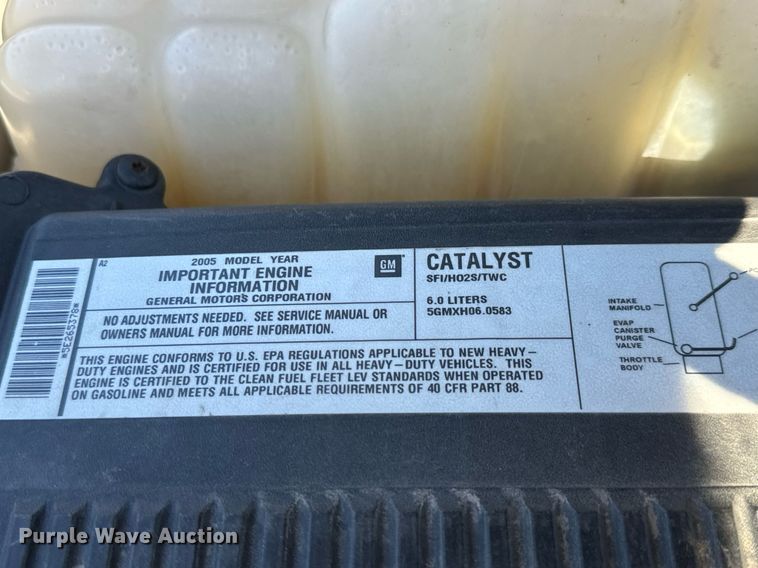 A2
2005 MODEL YEAR
IMPORTANT ENGINE
INFORMATION
GENERAL MOTORS CORPORATION
GM
CATALYST
SFI/HO2S/TWC
6.0 LITERS
5GMXH06.0583
NO ADJUSTMENTS NEEDED. SEE SERVICE MANUAL OR
OWNERS MANUAL FOR MORE INFORMATION.
THIS ENGINE CONFORMS TO U.S. EPA REGULATIONS APPLICABLE TO NEW HEAVY-
DUTY ENGINES AND IS CERTIFIED FOR USE IN ALL HEAVY-DUTY VEHICLES. THIS
ENGINE IS CERTIFIED TO THE CLEAN FUEL FLEET LEV STANDARDS WHEN OPERATED
ON GASOLINE AND MEETS ALL APPLICABLE REQUIREMENTS OF 40 CFR PART 88.
*5E265378*
INTAKE
MANIFOLD
EVAP
CANISTER
PURGE
VALVE
THROTTLE
BODY
Purple Wave Auction